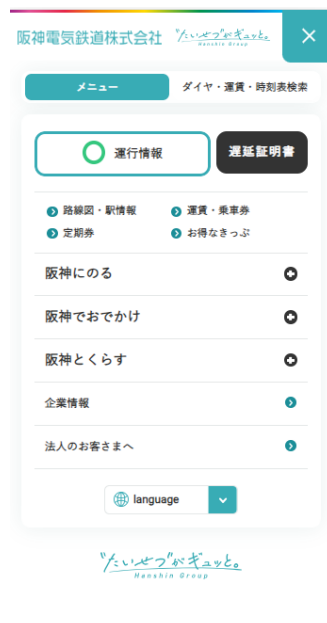 阪神電気鉄道株式会社 "たいせつ"がギュッと。
Hanshin Group
メニュー ダイヤ・運賃・時刻表検索
運行情報 遅延証明書
路線図・駅情報 運賃・乗車券
定期券 お得なきっぷ
阪神にのる
阪神でおでかけ
阪神とくらす
企業情報
法人のお客さまへ
language
"たいせつ"がギュッと。
Hanshin Group